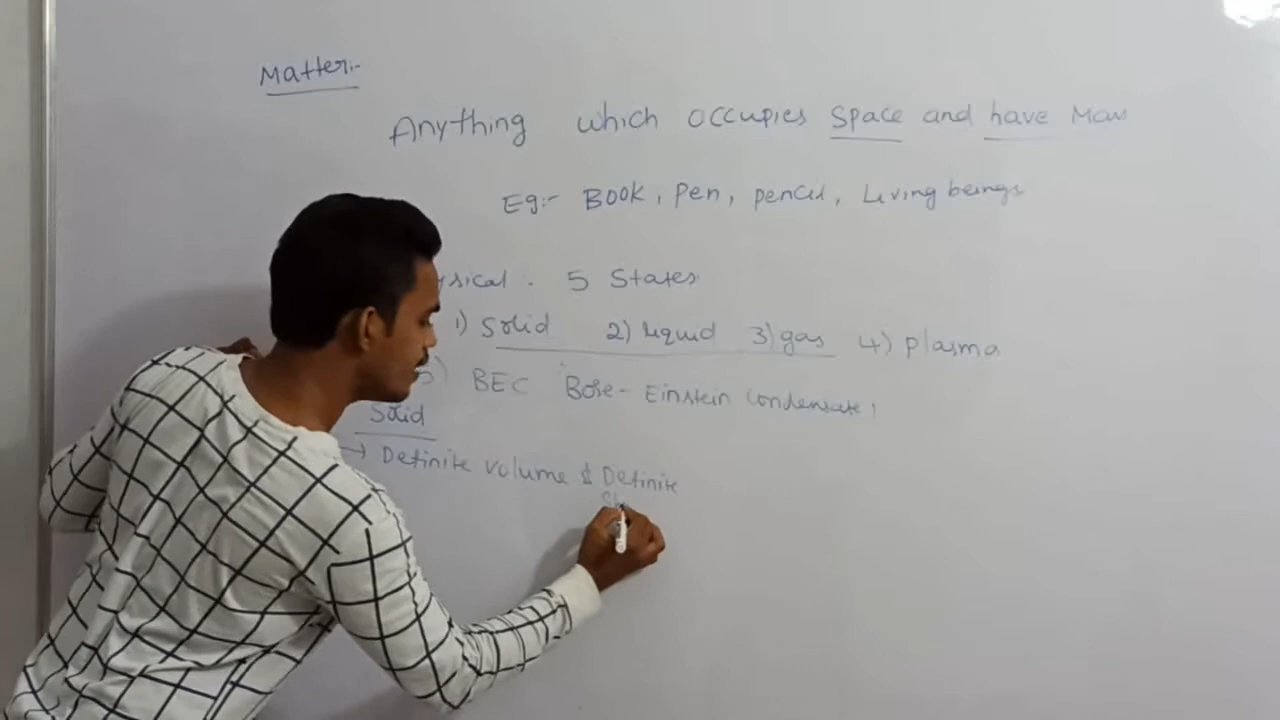 Matter:-
Anything which occupies space and have Mass
Eg:- Book, pen, pencil, Living beings
5 States
1) Solid 2) liquid 3) gas 4) plasma
BEC Bose-Einstein condensate
Solid
→ Definite volume & Definite